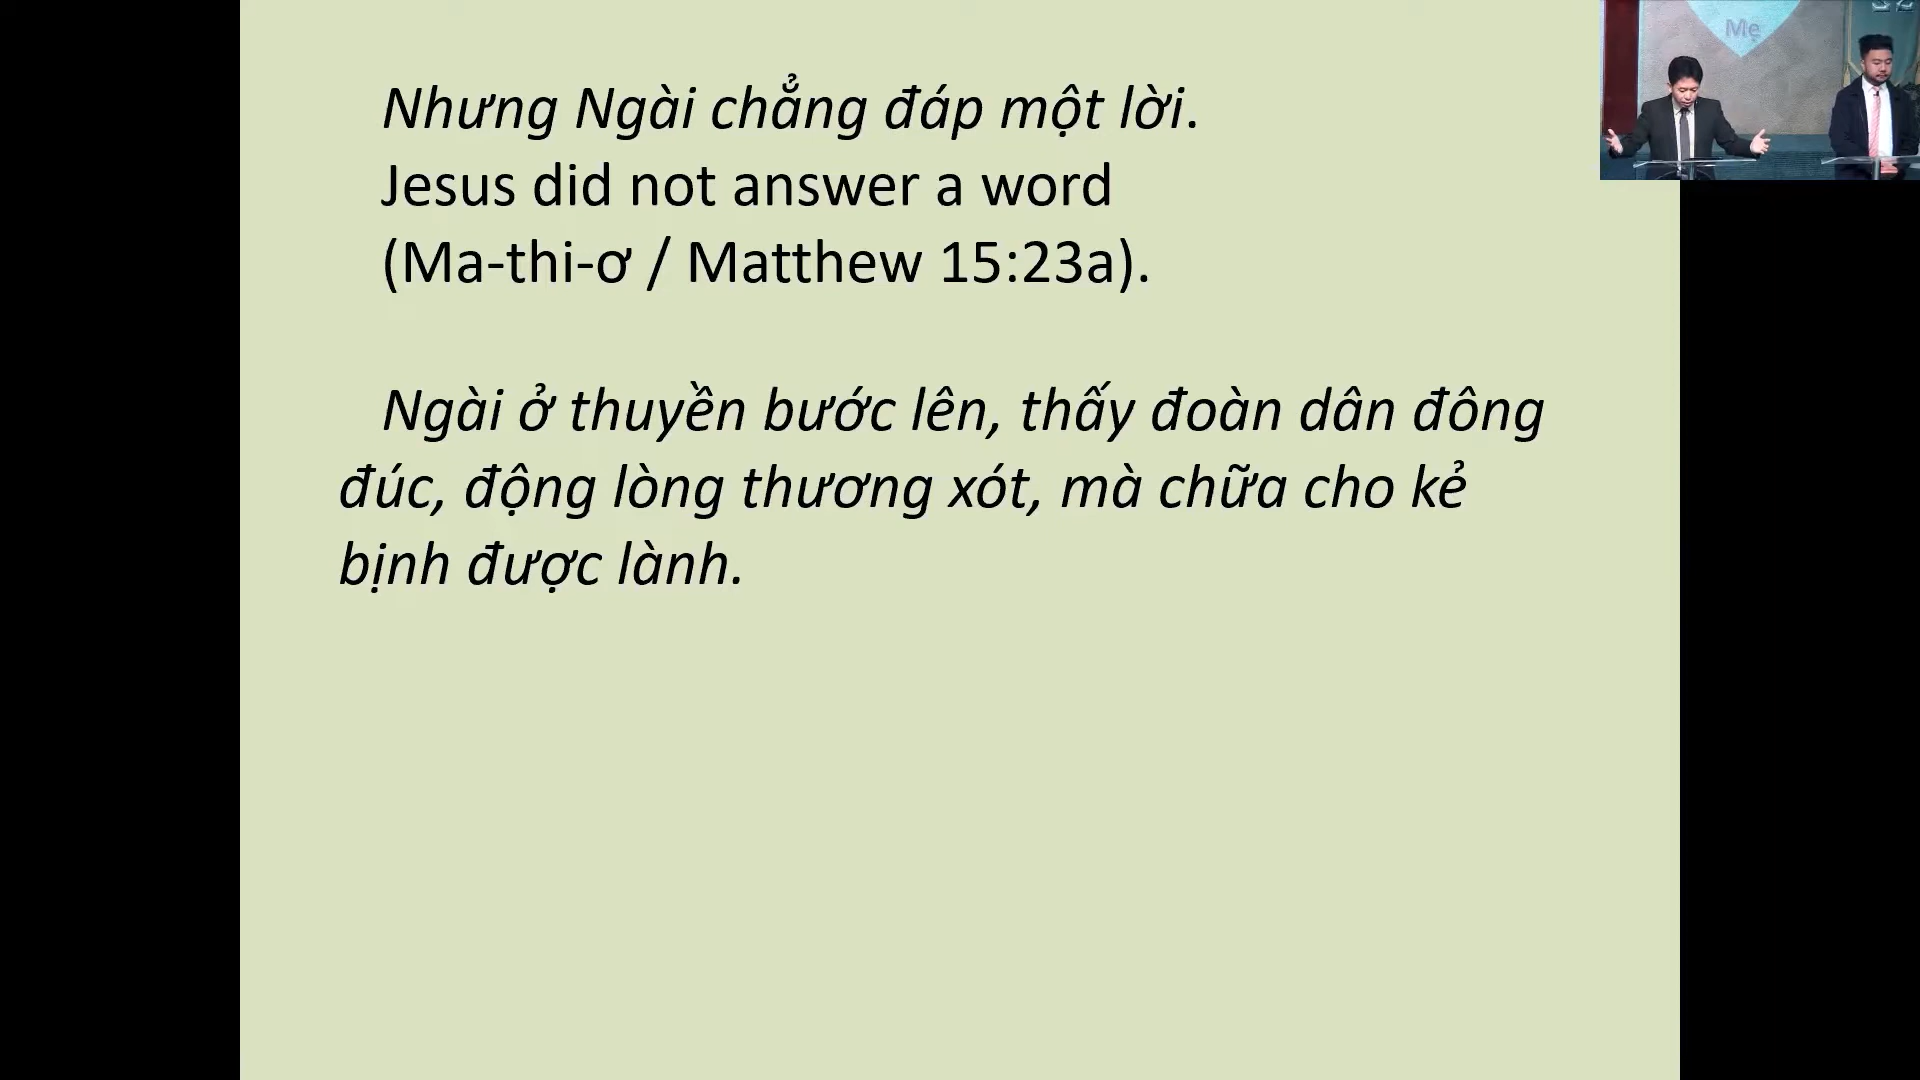 Nhưng Ngài chẳng đáp một lời.
Jesus did not answer a word
(Ma-thi-ơ / Matthew 15:23a).
Ngài ở thuyền bước lên, thấy đoàn dân đông
đúc, động lòng thương xót, mà chữa cho kẻ
bịnh được lành.
Mẹ